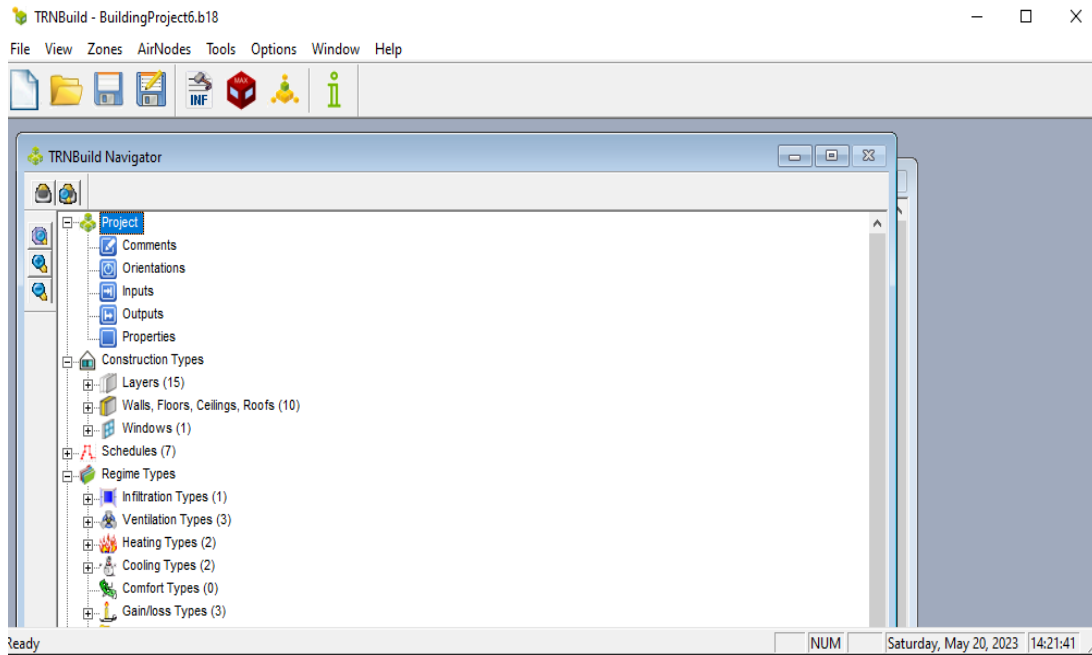 TRNBuild - BuildingProject6.b18
File View Zones AirNodes Tools Options Window Help
INF MAX
TRNBuild Navigator
Project
Comments
Orientations
Inputs
Outputs
Properties
Construction Types
Layers (15)
Walls, Floors, Ceilings, Roofs (10)
Windows (1)
Schedules (7)
Regime Types
Infiltration Types (1)
Ventilation Types (3)
Heating Types (2)
Cooling Types (2)
Comfort Types (0)
Gain/loss Types (3)
Ready NUM Saturday, May 20, 2023 14:21:41